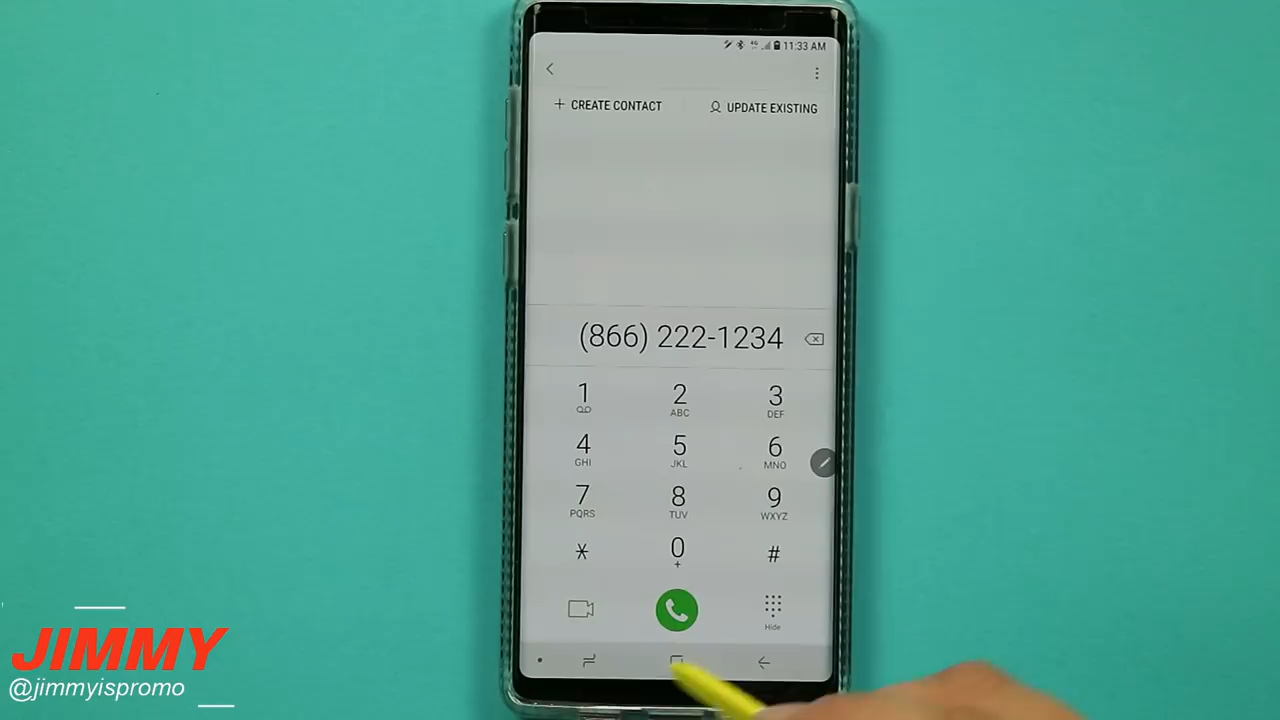 4G 11:33 AM
+ CREATE CONTACT UPDATE EXISTING
(866) 222-1234
1 2 3
ABC DEF
4 5 6
GHI JKL MNO
7 8 9
PQRS TUV WXYZ
* 0 #
+
Hide
JIMMY
@jimmyispromo